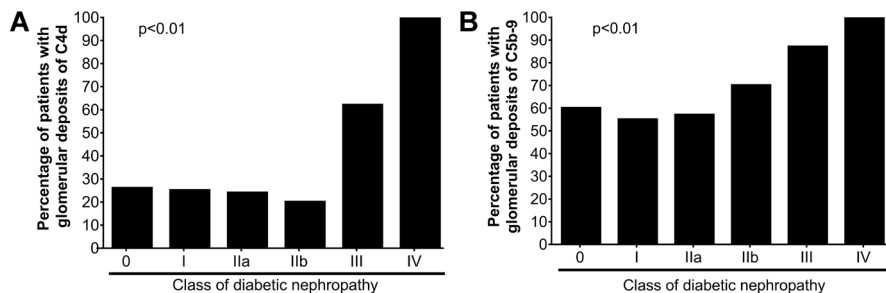 A
p<0.01
Percentage of patients with
glomerular deposits of C4d
100
90
80
70
60
50
40
30
20
10
0
0 I IIa IIb III IV
Class of diabetic nephropathy
B
p<0.01
Percentage of patients with
glomerular deposits of C5b-9
100
90
80
70
60
50
40
30
20
10
0
0 I IIa IIb III IV
Class of diabetic nephropathy